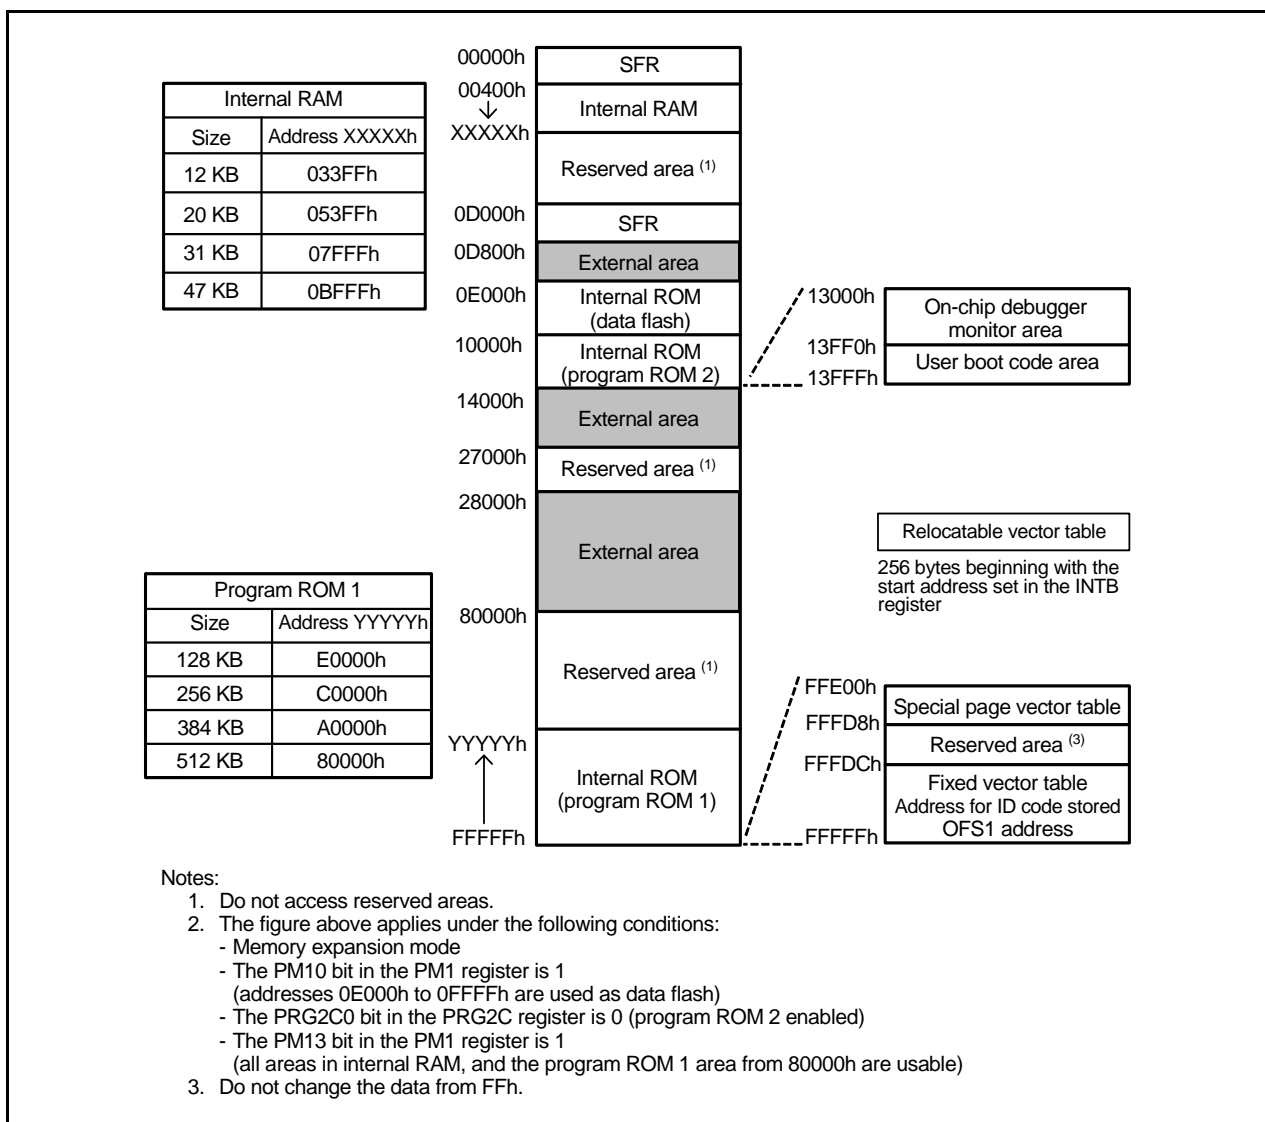 Internal RAM
Size Address XXXXXh
12 KB 033FFh
20 KB 053FFh
31 KB 07FFFh
47 KB 0BFFFh
Program ROM 1
Size Address YYYYYh
128 KB E0000h
256 KB C0000h
384 KB A0000h
512 KB 80000h
00000h SFR
00400h
Internal RAM
XXXXXh
Reserved area (1)
0D000h SFR
0D800h External area
0E000h Internal ROM
(data flash)
10000h Internal ROM
(program ROM 2)
14000h External area
27000h Reserved area (1)
28000h
External area
80000h
Reserved area (1)
YYYYYh
Internal ROM
(program ROM 1)
FFFFFh
13000h On-chip debugger
monitor area
13FF0h User boot code area
13FFFh
Relocatable vector table
256 bytes beginning with the
start address set in the INTB
register
FFE00h Special page vector table
FFFD8h Reserved area (3)
FFFDCh Fixed vector table
Address for ID code stored
OFS1 address
FFFFFh
Notes:
1. Do not access reserved areas.
2. The figure above applies under the following conditions:
- Memory expansion mode
- The PM10 bit in the PM1 register is 1
(addresses 0E000h to 0FFFFh are used as data flash)
- The PRG2C0 bit in the PRG2C register is 0 (program ROM 2 enabled)
- The PM13 bit in the PM1 register is 1
(all areas in internal RAM, and the program ROM 1 area from 80000h are usable)
3. Do not change the data from FFh.